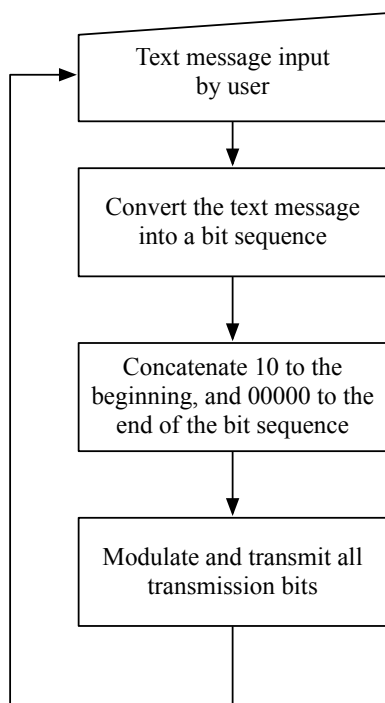 Text message input
by user
Convert the text message
into a bit sequence
Concatenate 10 to the
beginning, and 00000 to the
end of the bit sequence
Modulate and transmit all
transmission bits